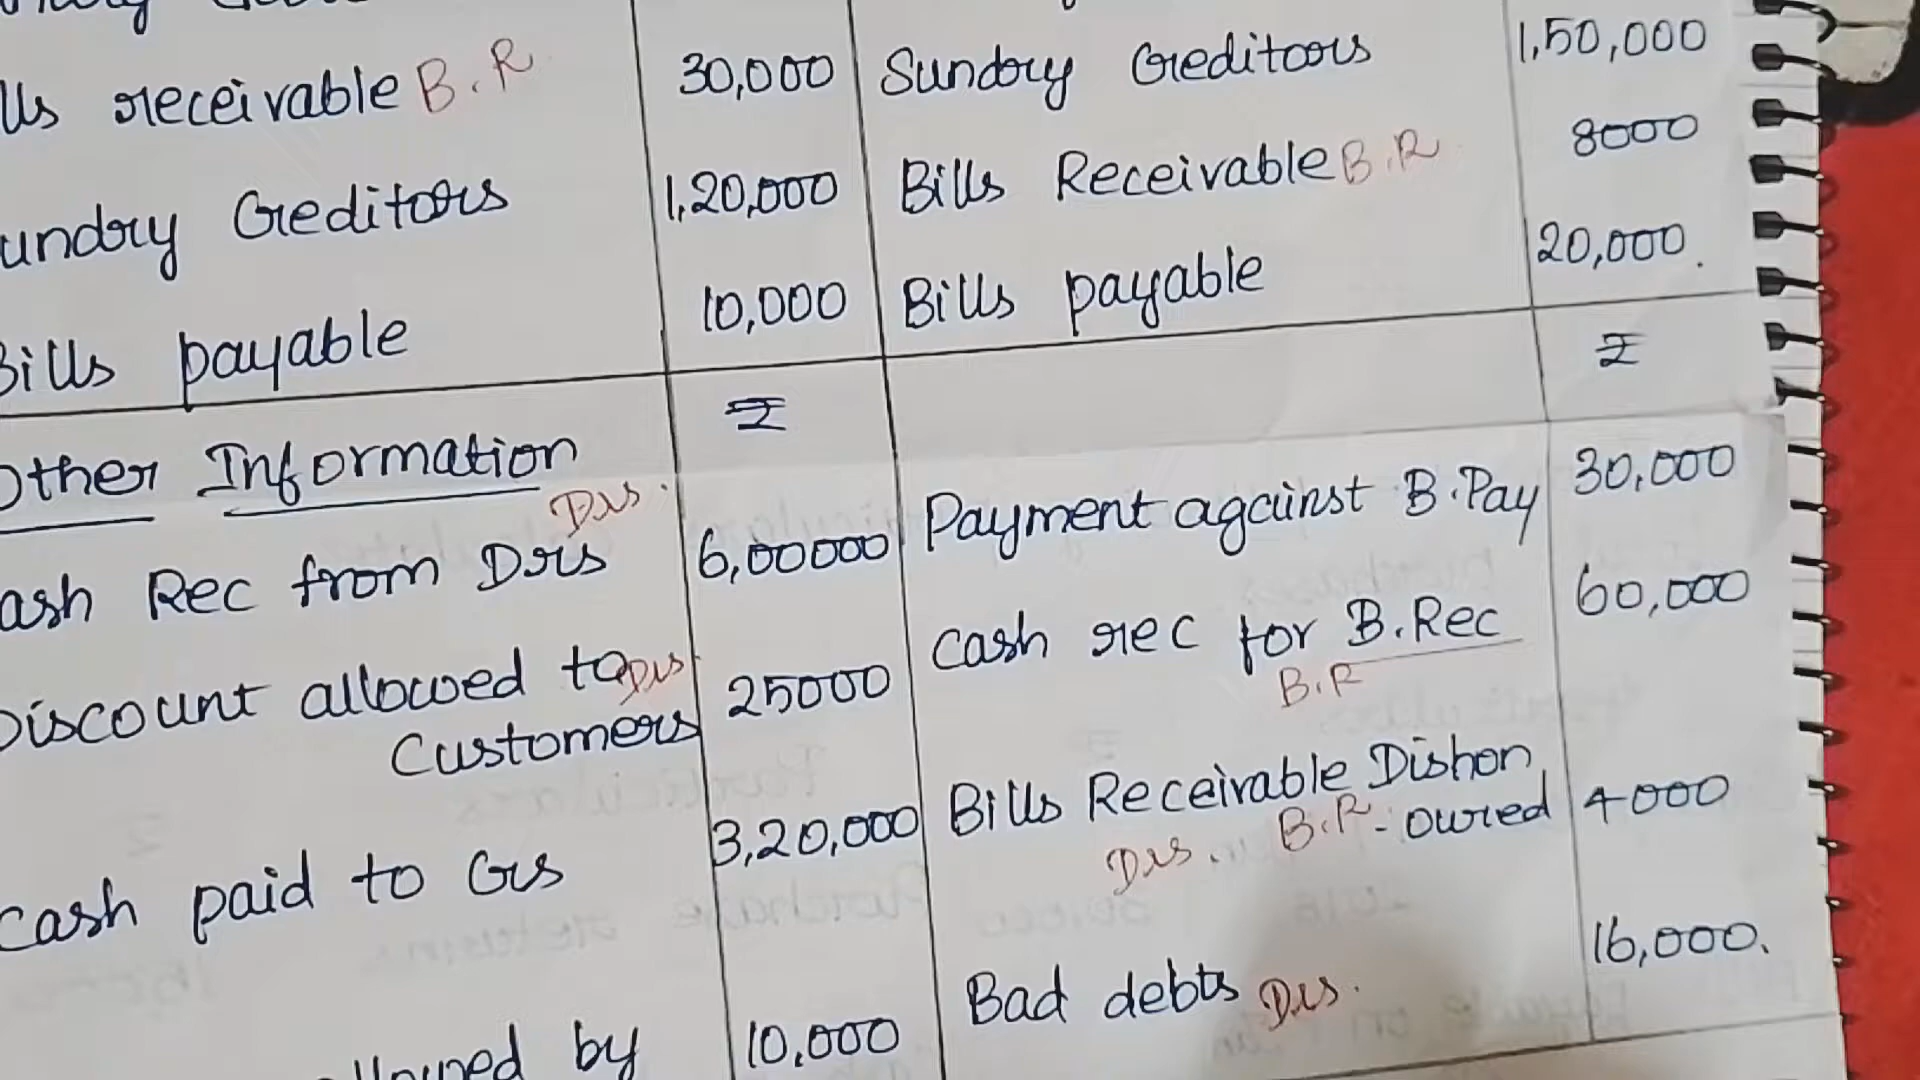 lls receivable B.R 30,000 Sundry Creditors 1,50,000
undry Creditors 1,20,000 Bills Receivable B.R 8000
Bills payable 10,000 Bills payable 20,000.
Other Information ₹ ₹
ash Rec from Drs Drs. 6,00000 Payment against B.Pay 30,000
Discount allowed to Drs 25000 Cash rec for B.Rec 60,000
Customers B.R
Cash paid to Crs 3,20,000 Bills Receivable Dishon
Drs. B.R - oured 4000
llowed by 10,000 Bad debts Drs. 16,000.